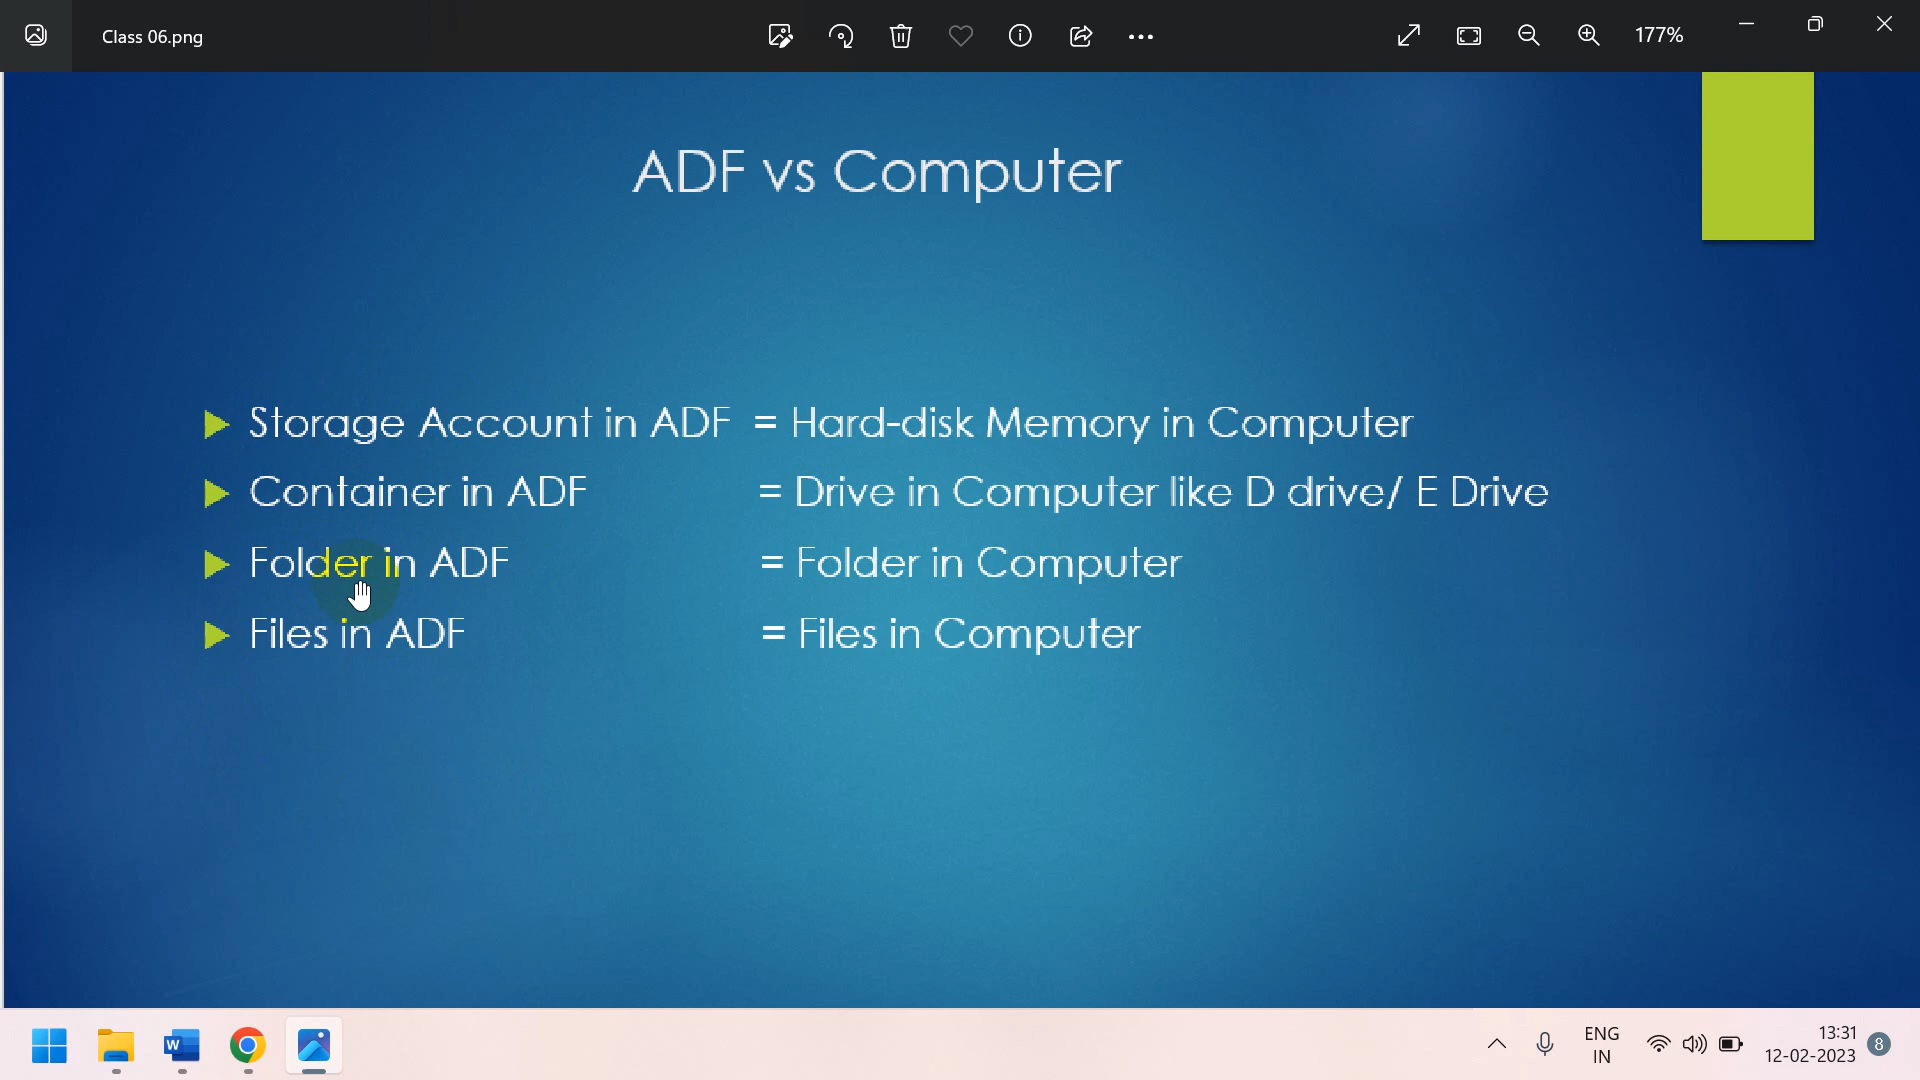 Class 06.png
177%
ADF vs Computer
Storage Account in ADF = Hard-disk Memory in Computer
Container in ADF = Drive in Computer like D drive/ E Drive
Folder in ADF = Folder in Computer
Files in ADF = Files in Computer
W
ENG
IN
13:31
12-02-2023
8